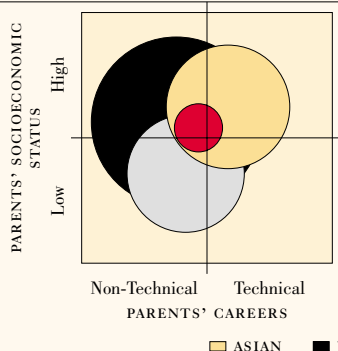 PARENTS' SOCIOECONOMIC
STATUS
High
Low
Non-Technical Technical
PARENTS' CAREERS
ASIAN